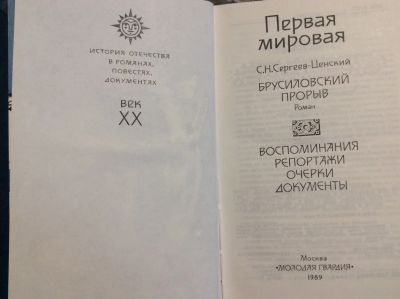 ИСТОРИЯ ОТЕЧЕСТВА
В РОМАНАХ,
ПОВЕСТЯХ,
ДОКУМЕНТАХ
ВЕК
XX
Первая
мировая
С.Н.Сергеев-Ценский
БРУСИЛОВСКИЙ
ПРОРЫВ
Роман
ВОСПОМИНАНИЯ
РЕПОРТАЖИ
ОЧЕРКИ
ДОКУМЕНТЫ
Москва
«МОЛОДАЯ ГВАРДИЯ»
1989